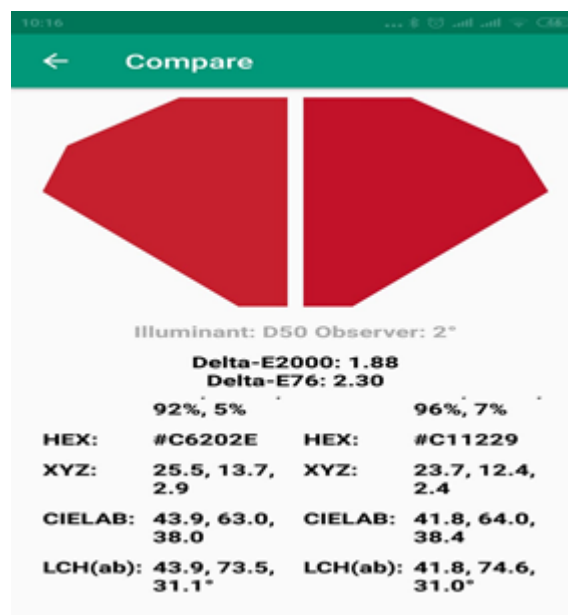 10:16
Compare
Illuminant: D50 Observer: 2°
Delta-E2000: 1.88
Delta-E76: 2.30
92%, 5% 96%, 7%
HEX: #C6202E HEX: #C11229
XYZ: 25.5, 13.7, XYZ: 23.7, 12.4,
2.9 2.4
CIELAB: 43.9, 63.0, CIELAB: 41.8, 64.0,
38.0 38.4
LCH(ab): 43.9, 73.5, LCH(ab): 41.8, 74.6,
31.1° 31.0°